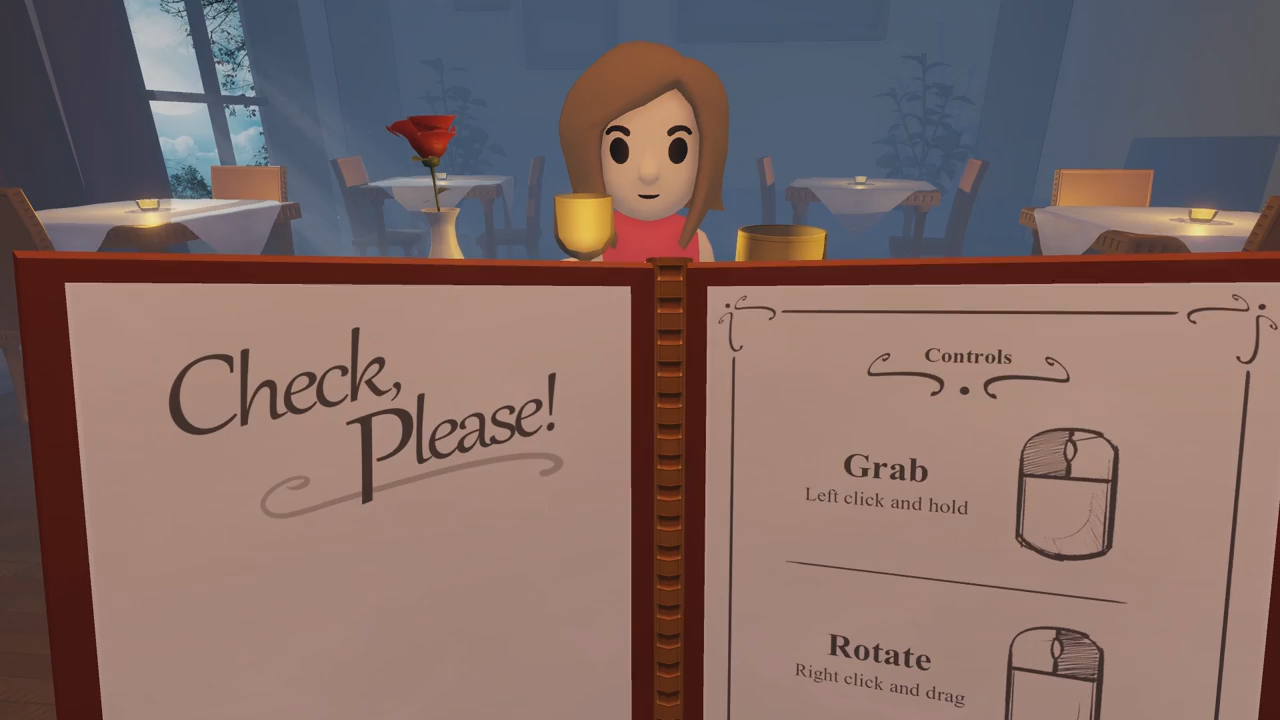 Check,
Please!
Controls
Grab
Left click and hold
Rotate
Right click and drag